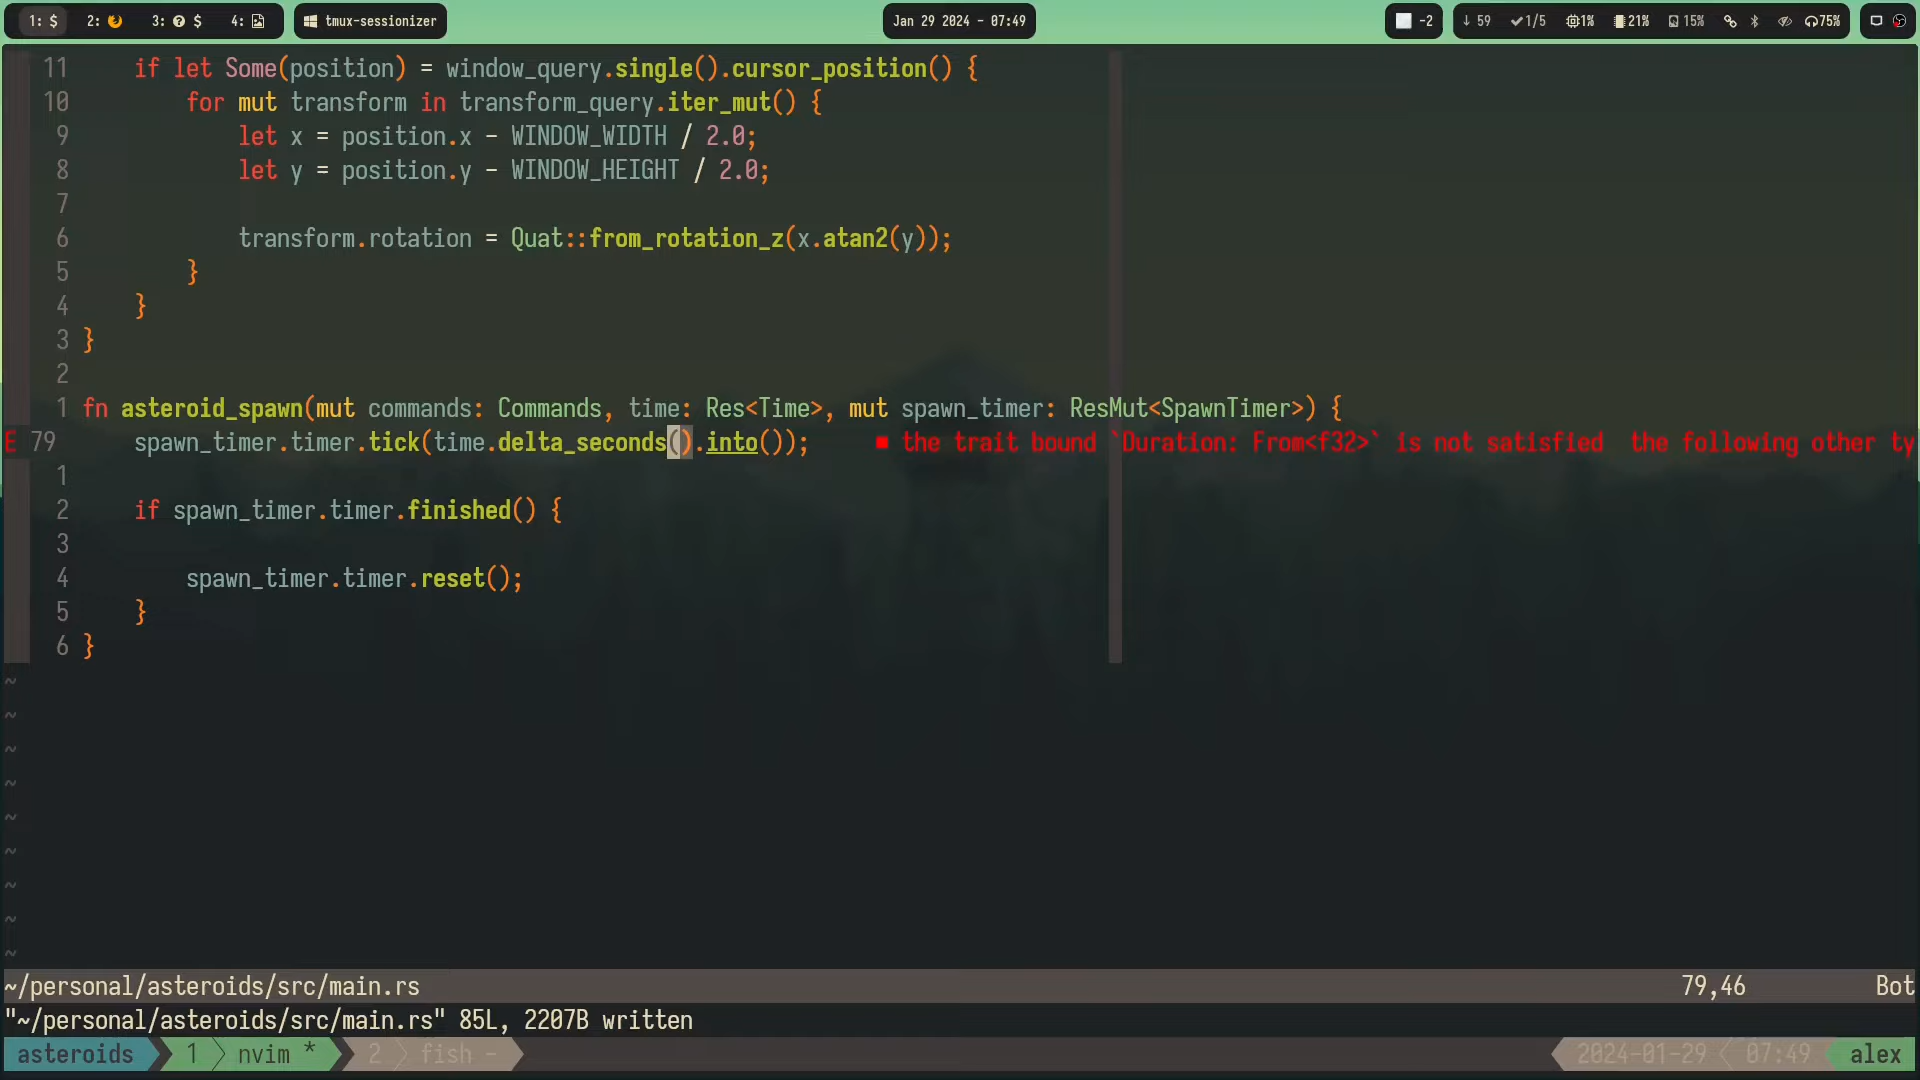 1: $ 2: 3: $ 4: tmux-sessionizer Jan 29 2024 - 07:49 -2 ↓ 59 ✓1/5 1% 21% 15% 75%
11 if let Some(position) = window_query.single().cursor_position() {
10 for mut transform in transform_query.iter_mut() {
9 let x = position.x - WINDOW_WIDTH / 2.0;
8 let y = position.y - WINDOW_HEIGHT / 2.0;
7
6 transform.rotation = Quat::from_rotation_z(x.atan2(y));
5 }
4 }
3 }
2
1 fn asteroid_spawn(mut commands: Commands, time: Res<Time>, mut spawn_timer: ResMut<SpawnTimer>) {
E 79 spawn_timer.timer.tick(time.delta_seconds().into()); ■ the trait bound `Duration: From<f32>` is not satisfied the following other ty
1
2 if spawn_timer.timer.finished() {
3
4 spawn_timer.timer.reset();
5 }
6 }
~
~
~
~
~
~
~
~
~
~/personal/asteroids/src/main.rs 79,46 Bot
"~/personal/asteroids/src/main.rs" 85L, 2207B written
asteroids 1 nvim * 2 fish - 2024-01-29 07:49 alex